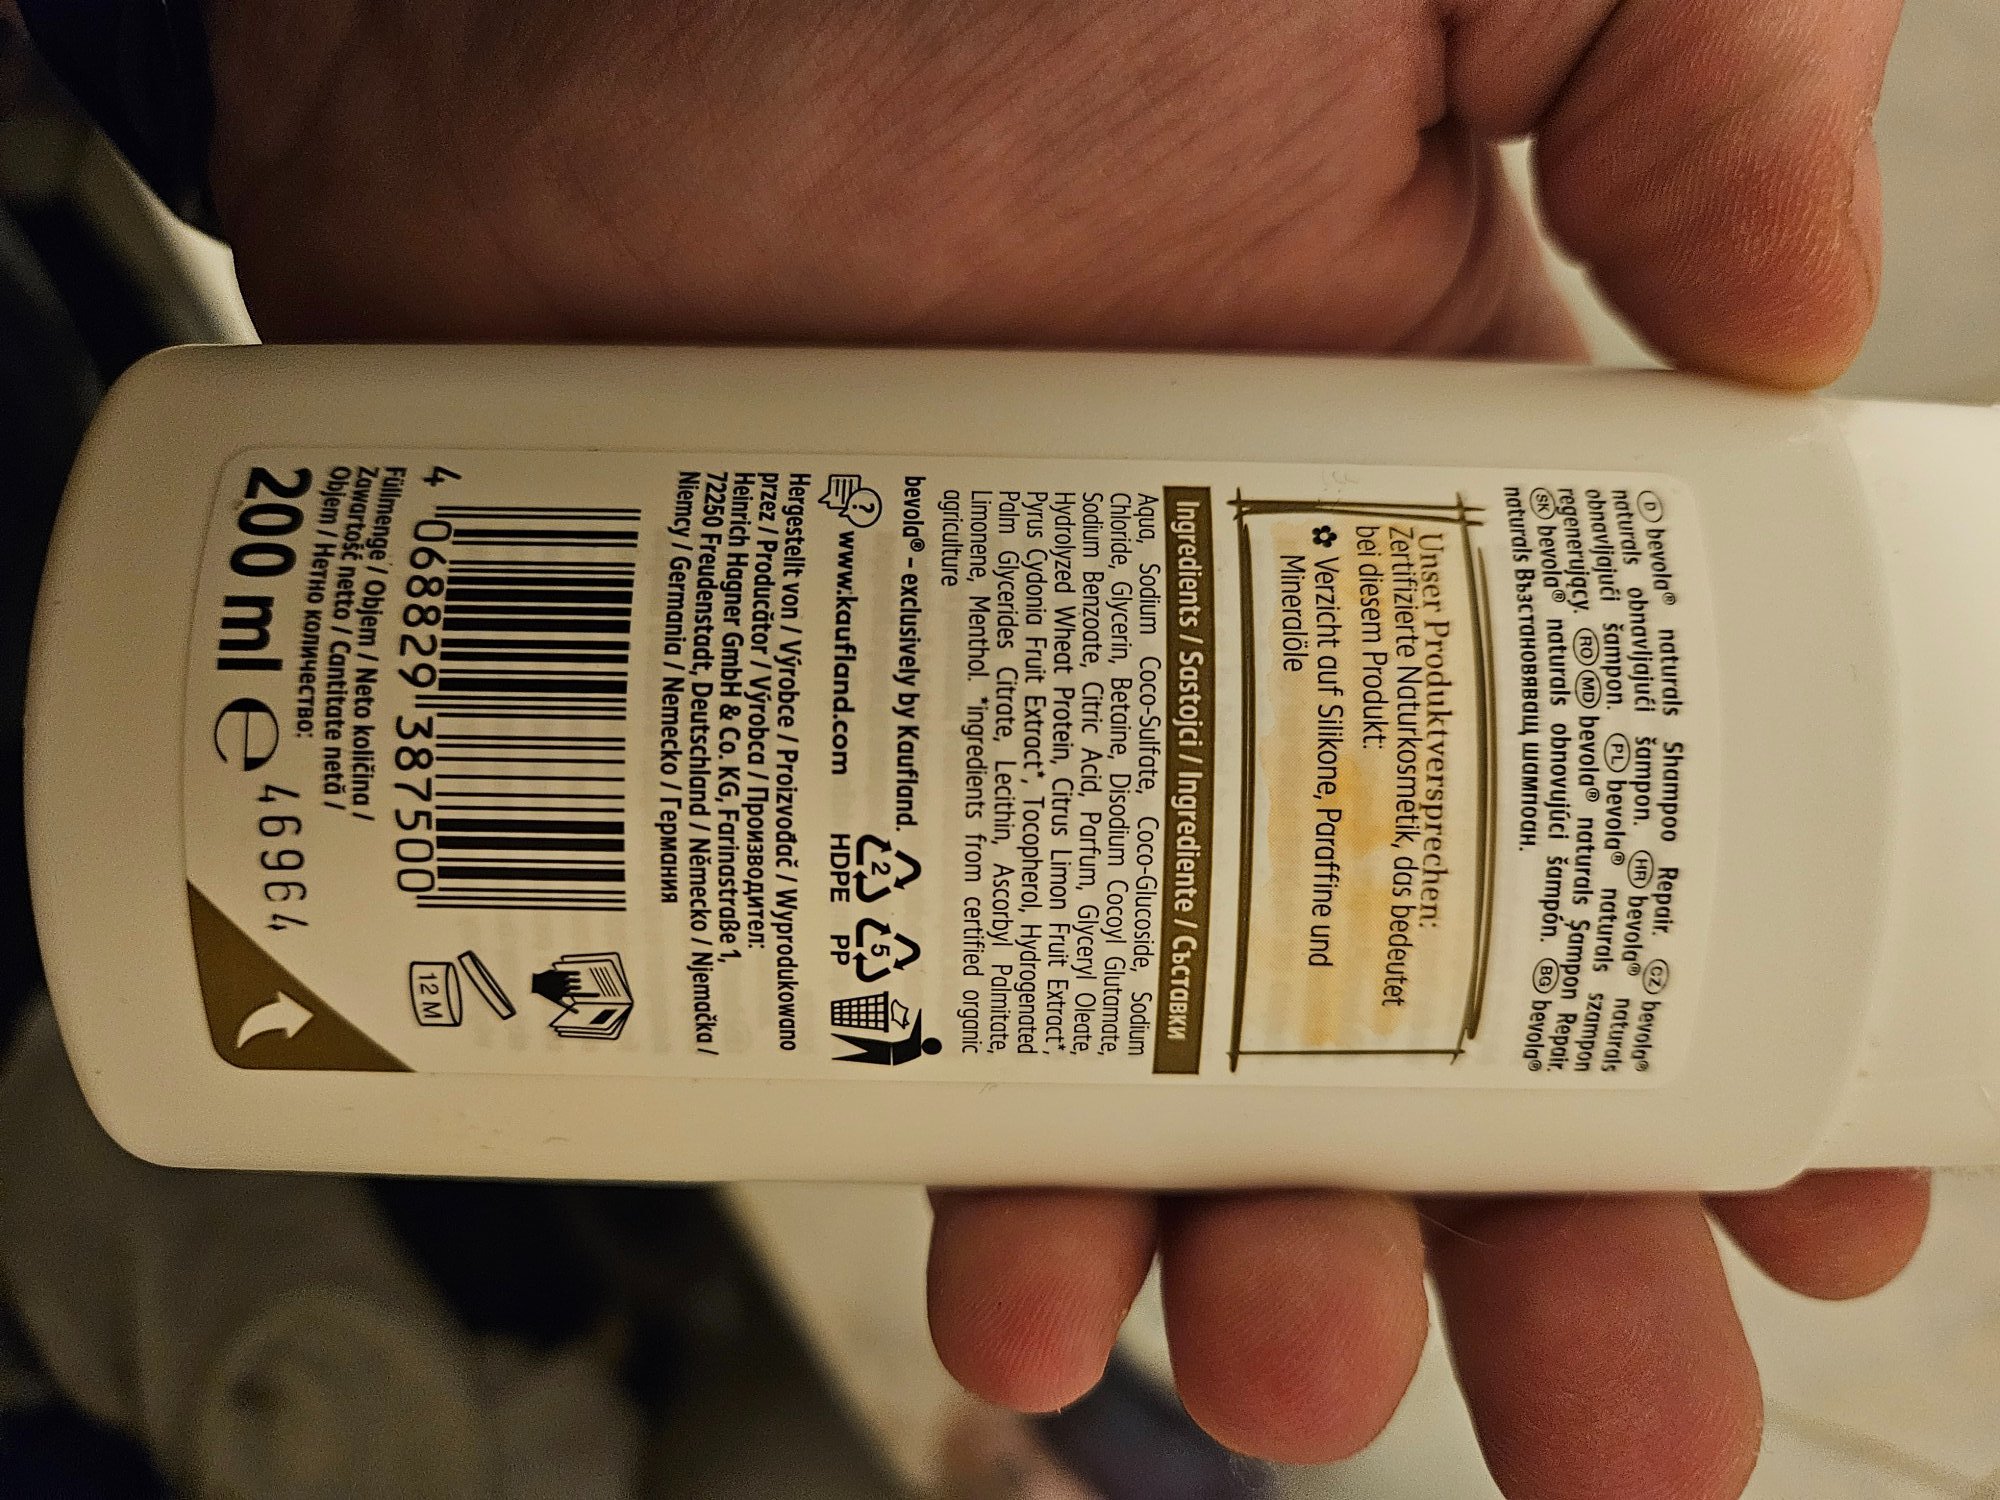 D bevola® naturals Shampoo Repair. CZ bevola®
naturals obnavljajući šampon. HR bevola® naturals
obnavljajući šampon. PL bevola® naturals szampon
regenerujący. RO MD bevola® naturals Şampon Repair.
SK bevola® naturals obnovujúci šampón. BG bevola®
naturals Възстановяващ шампоан.
Unser Produktversprechen:
Zertifizierte Naturkosmetik, das bedeutet
bei diesem Produkt:
Verzicht auf Silikone, Paraffine und
Mineralöle
Ingredients / Sastojci / Ingrediente / Съставки
Aqua, Sodium Coco-Sulfate, Coco-Glucoside, Sodium
Chloride, Glycerin, Betaine, Disodium Cocoyl Glutamate,
Sodium Benzoate, Citric Acid, Parfum, Glyceryl Oleate,
Hydrolyzed Wheat Protein, Citrus Limon Fruit Extract*,
Pyrus Cydonia Fruit Extract*, Tocopherol, Hydrogenated
Palm Glycerides Citrate, Lecithin, Ascorbyl Palmitate,
Limonene, Menthol. *ingredients from certified organic
agriculture
bevola® - exclusively by Kaufland.
? www.kaufland.com
2 HDPE
5 PP
Hergestellt von / Výrobce / Proizvođač / Wyprodukowano
przez / Producător / Výrobca / Производител:
Heinrich Hagner GmbH & Co. KG, Farinastraße 1,
72250 Freudenstadt, Deutschland / Německo / Njemačka /
Niemcy / Germania / Nemecko / Германия
4 068829 387500
12 M
Füllmenge / Objem / Neto količina /
Zawartość netto / Cantitate netă /
Objem / Нетно количество:
200 ml e 46964